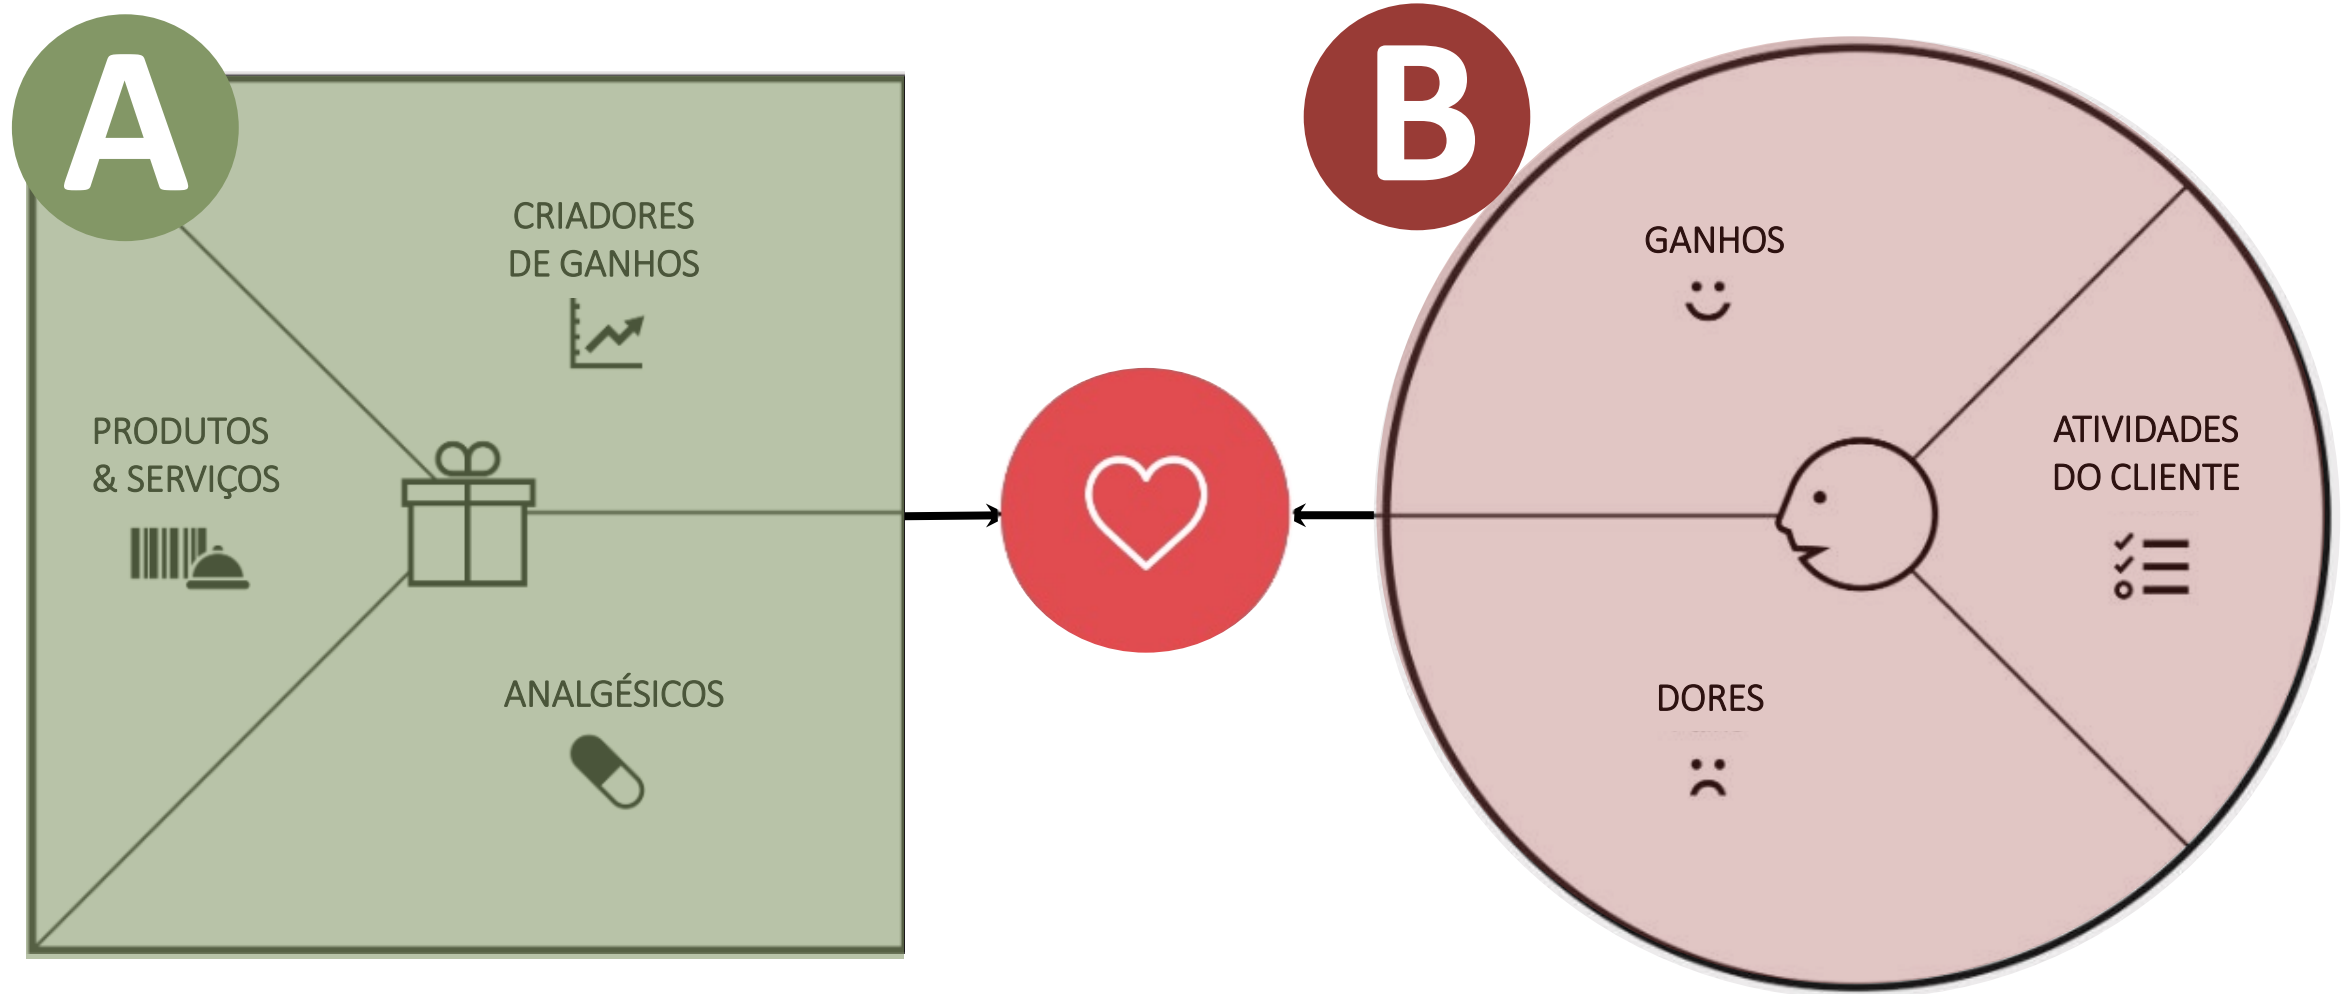 A
CRIADORES
DE GANHOS
PRODUTOS
& SERVIÇOS
ANALGÉSICOS
B
GANHOS
ATIVIDADES
DO CLIENTE
DORES